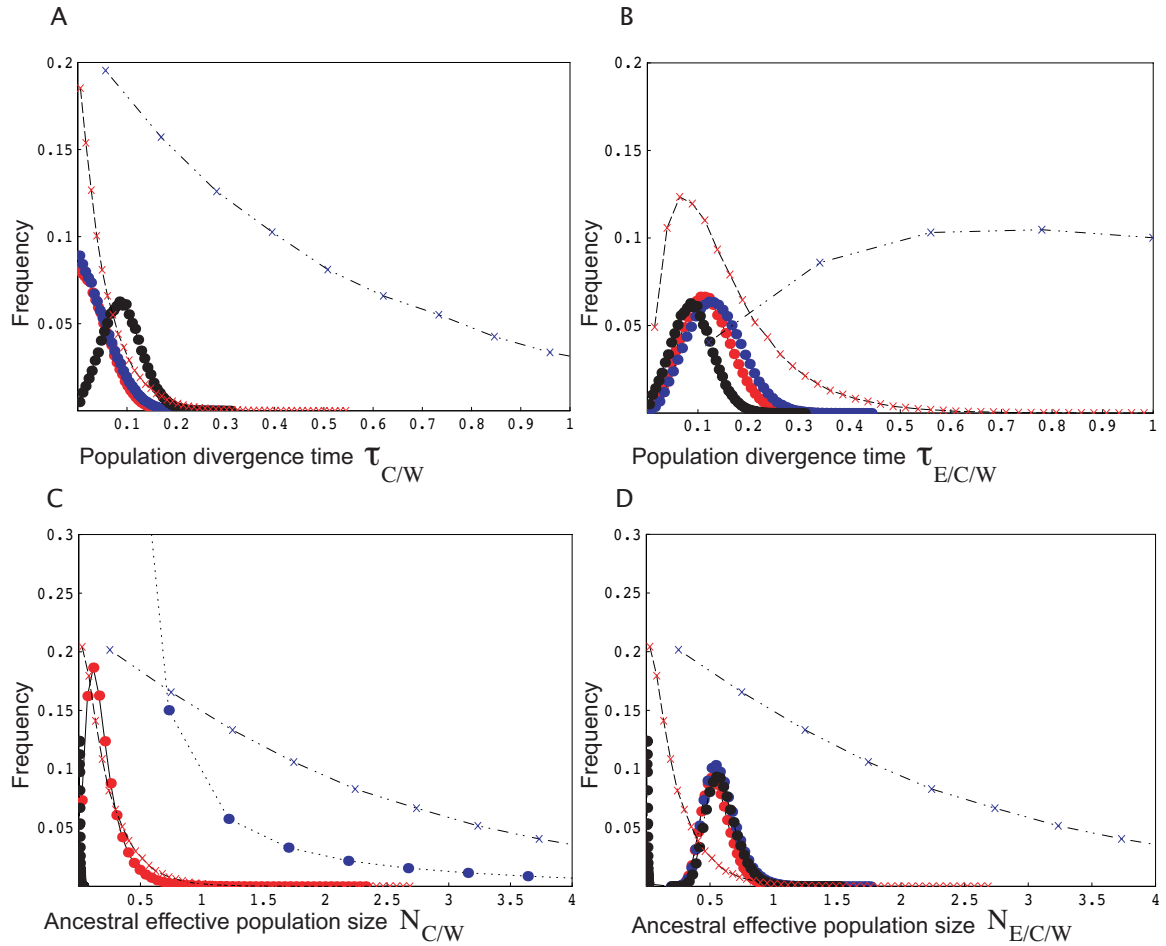 A
B
0.2
0.15
0.1
0.05
Frequency
0.1 0.2 0.3 0.4 0.5 0.6 0.7 0.8 0.9 1
Population divergence time τ C/W
0.2
0.15
0.1
0.05
Frequency
0.1 0.2 0.3 0.4 0.5 0.6 0.7 0.8 0.9 1
Population divergence time τ E/C/W
C
D
0.3
0.25
0.2
0.15
0.1
0.05
Frequency
0.5 1 1.5 2 2.5 3 3.5 4
Ancestral effective population size N C/W
0.3
0.25
0.2
0.15
0.1
0.05
Frequency
0.5 1 1.5 2 2.5 3 3.5 4
Ancestral effective population size N E/C/W